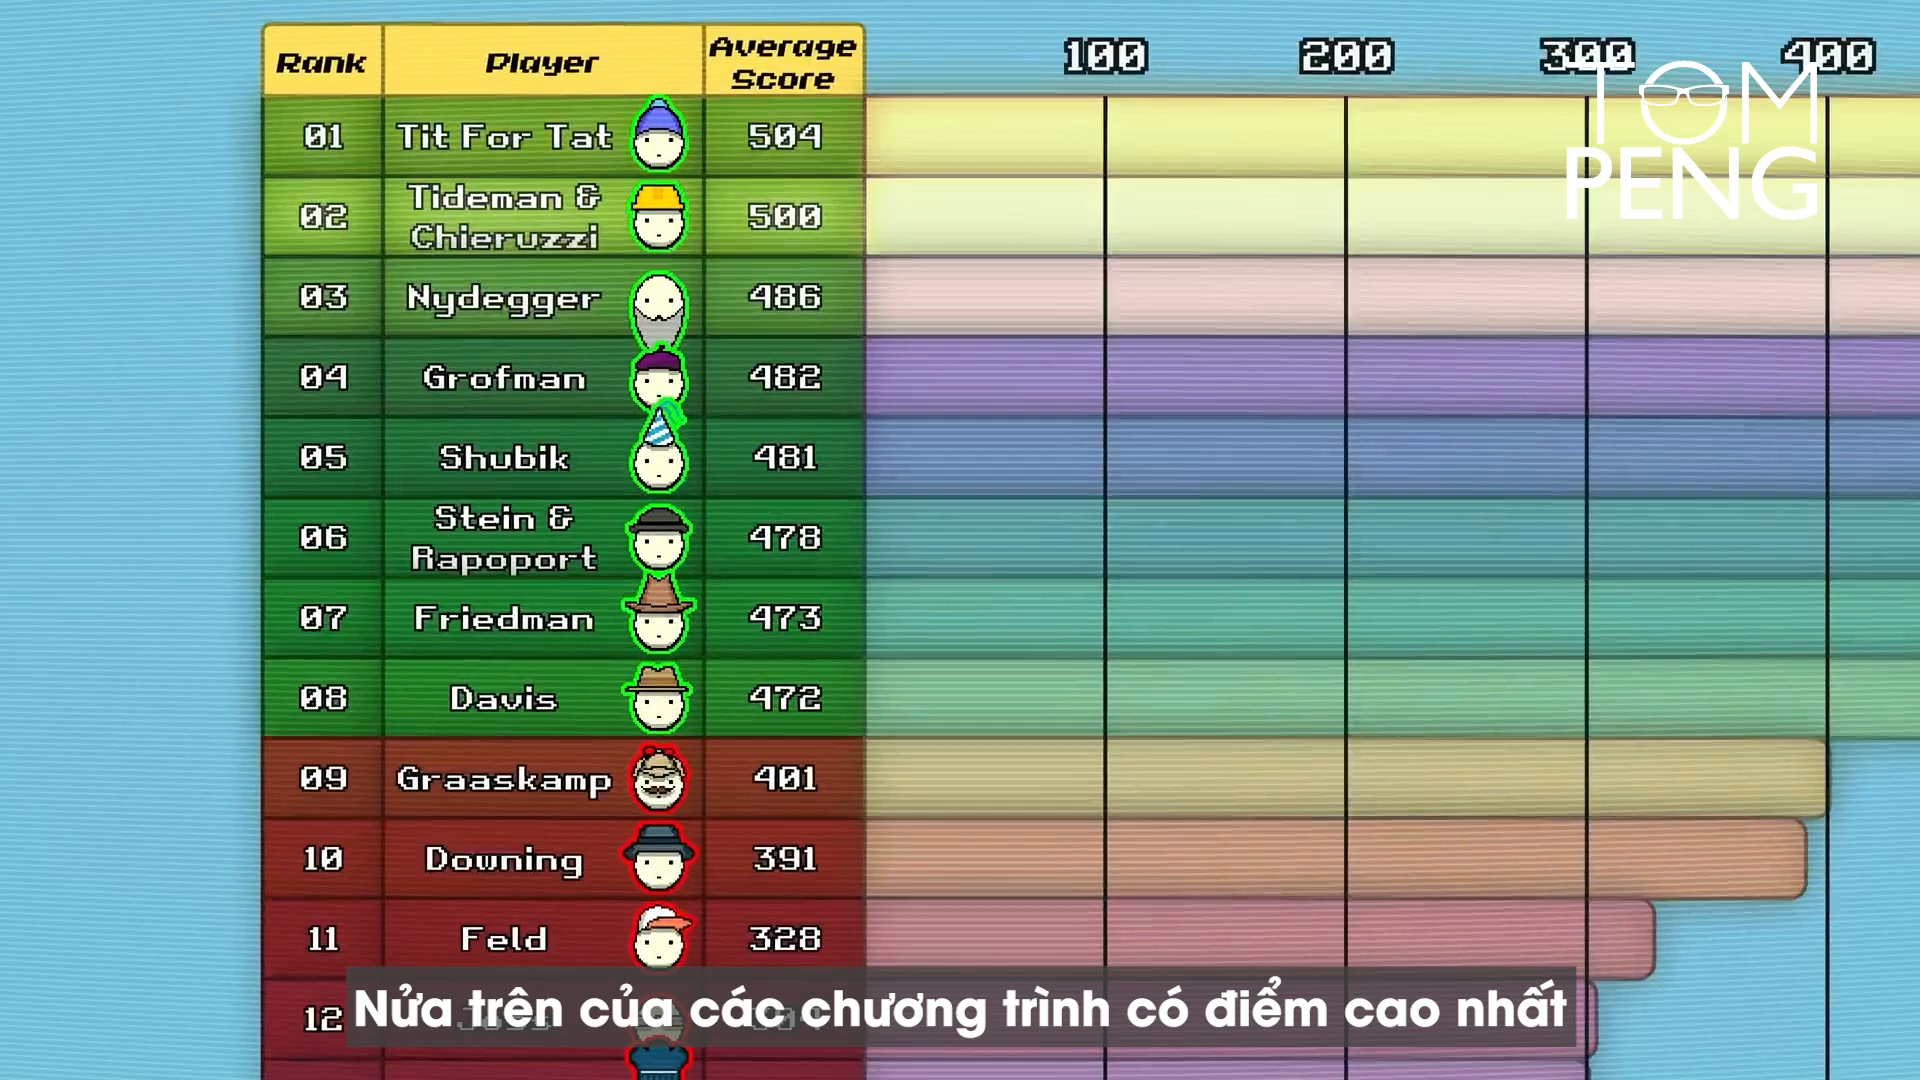 Rank Player Average Score 100 200 300 400
01 Tit For Tat 504
02 Tideman & Chieruzzi 500
03 Nydegger 486
04 Grofman 482
05 Shubik 481
06 Stein & Rapoport 478
07 Friedman 473
08 Davis 472
09 Graaskamp 401
10 Downing 391
11 Feld 328
12
TOM
PENG
Nửa trên của các chương trình có điểm cao nhất